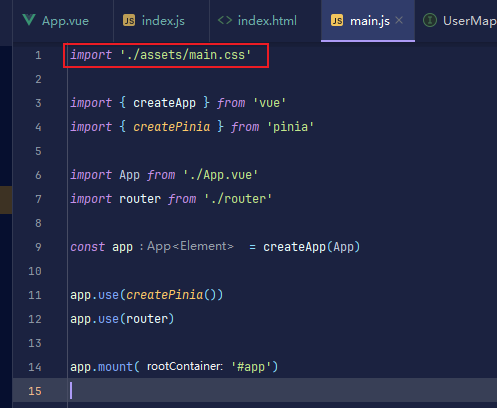 App.vue
JS index.js
<> index.html
JS main.js ×
I UserMap
1 import './assets/main.css'
2
3 import { createApp } from 'vue'
4 import { createPinia } from 'pinia'
5
6 import App from './App.vue'
7 import router from './router'
8
9 const app : App<Element> = createApp(App)
10
11 app.use(createPinia())
12 app.use(router)
13
14 app.mount( rootContainer: '#app')
15